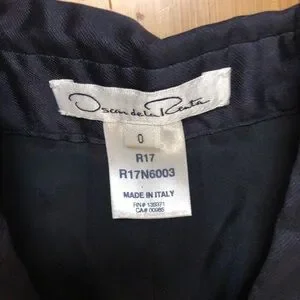 Oscar de la Renta
0
R17
R17N6003
MADE IN ITALY
RN# 139371
CA# 00986